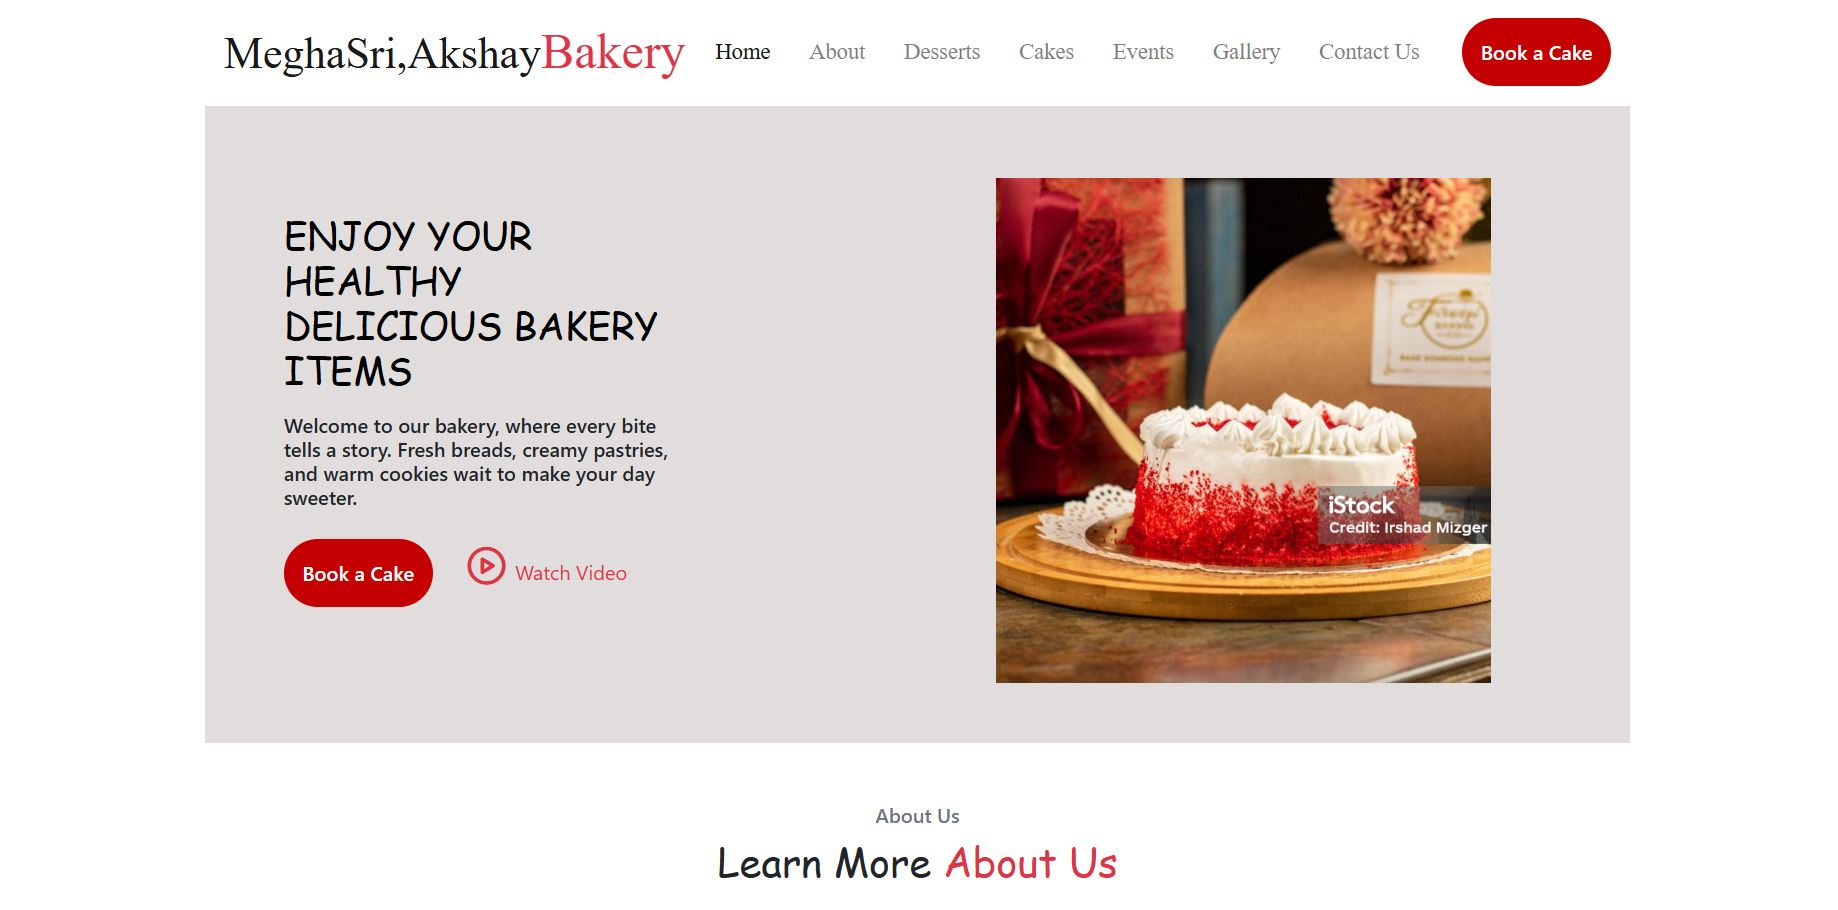 MeghaSri,AkshayBakery
Home About Desserts Cakes Events Gallery Contact Us Book a Cake
ENJOY YOUR
HEALTHY
DELICIOUS BAKERY
ITEMS
Welcome to our bakery, where every bite
tells a story. Fresh breads, creamy pastries,
and warm cookies wait to make your day
sweeter.
Book a Cake Watch Video
iStock
Credit: Irshad Mizger
About Us
Learn More About Us